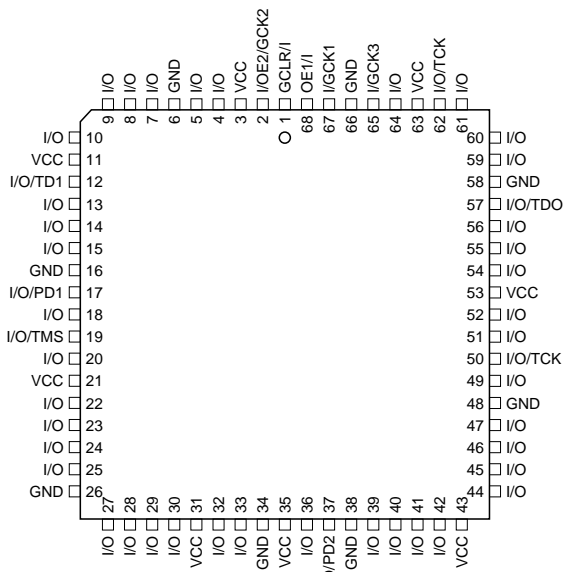 9 I/O
8 I/O
7 I/O
6 GND
5 I/O
4 I/O
3 VCC
2 I/OE2/GCK2
1 GCLR/I
68 OE1/I
67 I/GCK1
66 GND
65 I/GCK3
64 I/O
63 VCC
62 I/O/TCK
61 I/O
I/O 10
VCC 11
I/O/TD1 12
I/O 13
I/O 14
I/O 15
GND 16
I/O/PD1 17
I/O 18
I/O/TMS 19
I/O 20
VCC 21
I/O 22
I/O 23
I/O 24
I/O 25
GND 26
60 I/O
59 I/O
58 GND
57 I/O/TDO
56 I/O
55 I/O
54 I/O
53 VCC
52 I/O
51 I/O
50 I/O/TCK
49 I/O
48 GND
47 I/O
46 I/O
45 I/O
44 I/O
I/O 27
I/O 28
I/O 29
I/O 30
VCC 31
I/O 32
I/O 33
GND 34
VCC 35
I/O 36
/PD2 37
GND 38
I/O 39
I/O 40
I/O 41
I/O 42
VCC 43